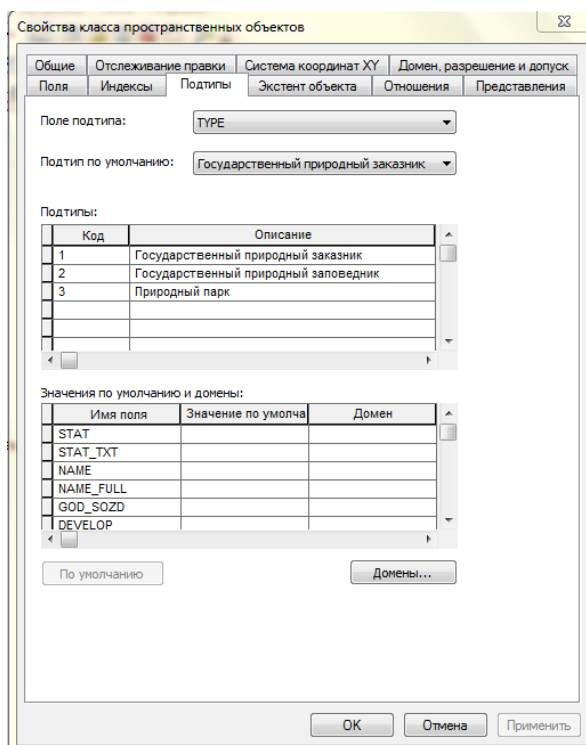 Свойства класса пространственных объектов
Общие Отслеживание правки Система координат XY Домен, разрешение и допуск
Поля Индексы Подтипы Экстент объекта Отношения Представления
Поле подтипа: TYPE
Подтип по умолчанию: Государственный природный заказник
Подтипы:
Код Описание
1 Государственный природный заказник
2 Государственный природный заповедник
3 Природный парк
Значения по умолчанию и домены:
Имя поля Значение по умолча Домен
STAT
STAT_TXT
NAME
NAME_FULL
GOD_SOZD
DEVELOP
По умолчанию Домены...
OK Отмена Применить